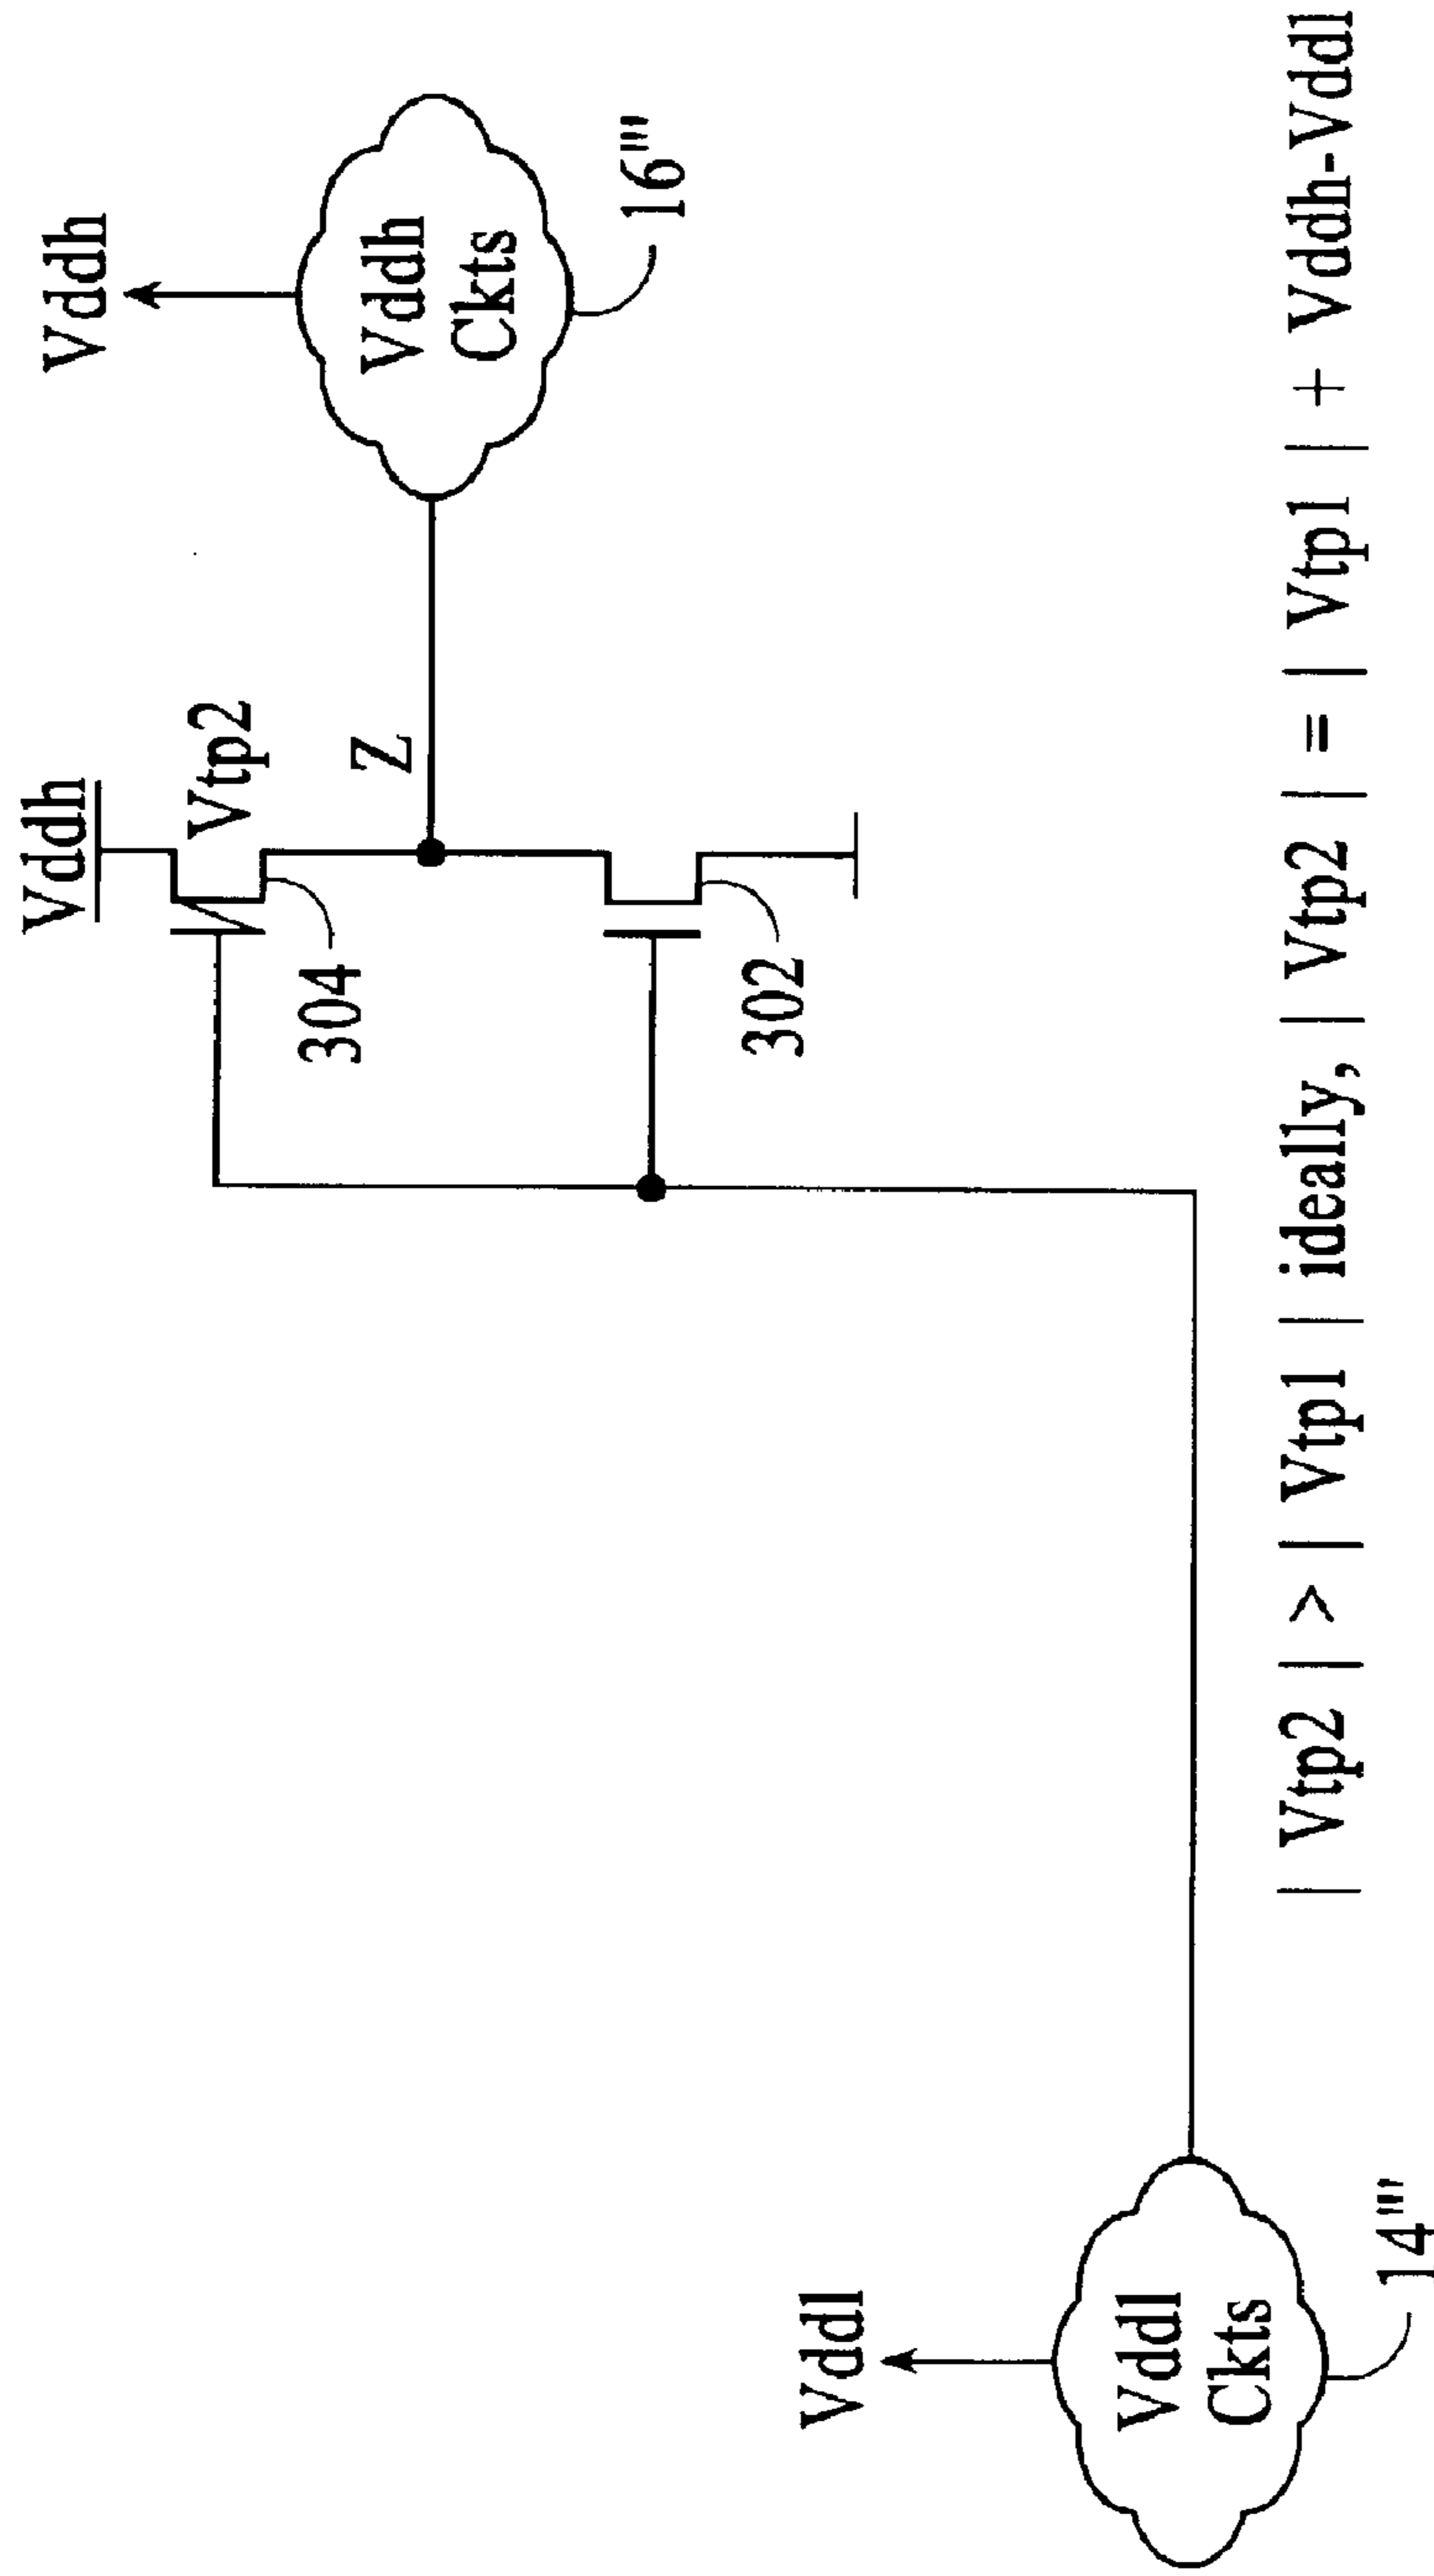 Vddh
Vddh
Vtp2
Z
Vddh
Ckts
16'''
304
302
Vddl
Vddl
Ckts
14'''
| Vtp2 | > | Vtp1 | ideally, | Vtp2 | = | Vtp1 | + Vddh-Vddl